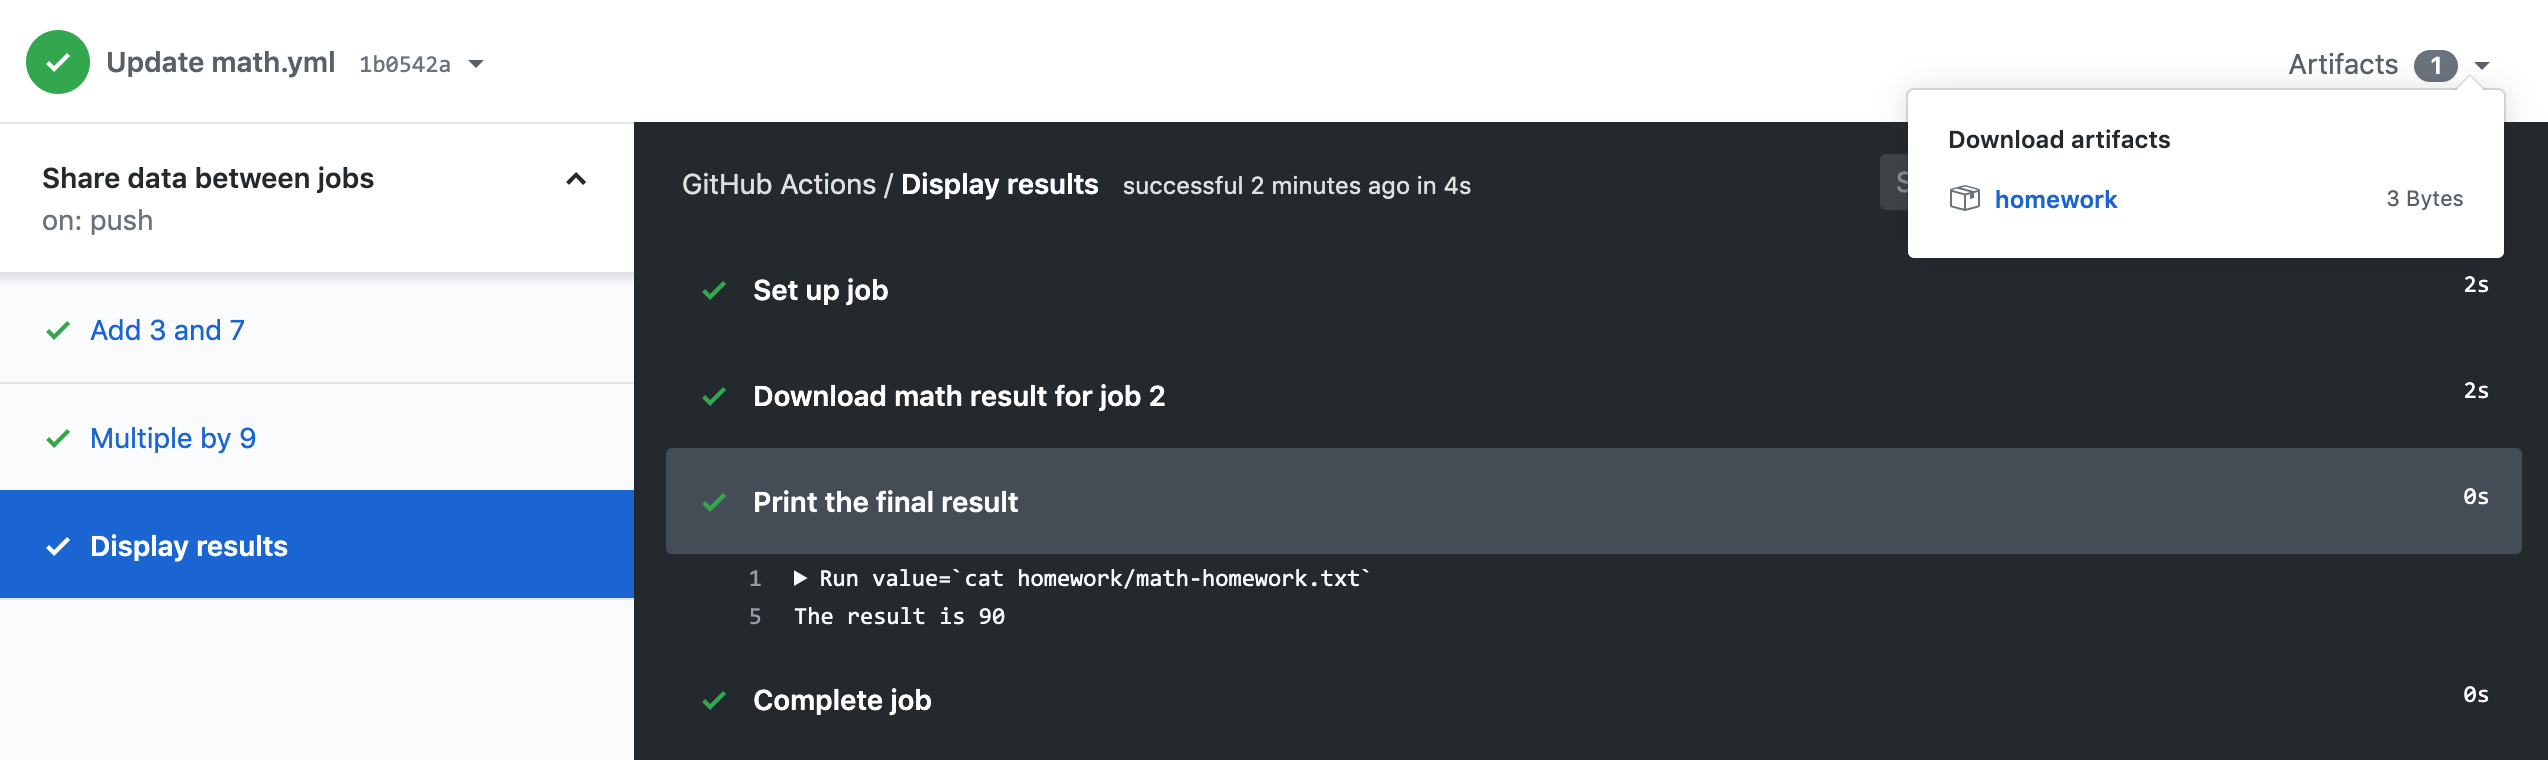 Update math.yml 1b0542a
Artifacts 1
Download artifacts
homework 3 Bytes
Share data between jobs
on: push
Add 3 and 7
Multiple by 9
Display results
GitHub Actions / Display results successful 2 minutes ago in 4s
Set up job 2s
Download math result for job 2 2s
Print the final result 0s
1 Run value=`cat homework/math-homework.txt`
5 The result is 90
Complete job 0s